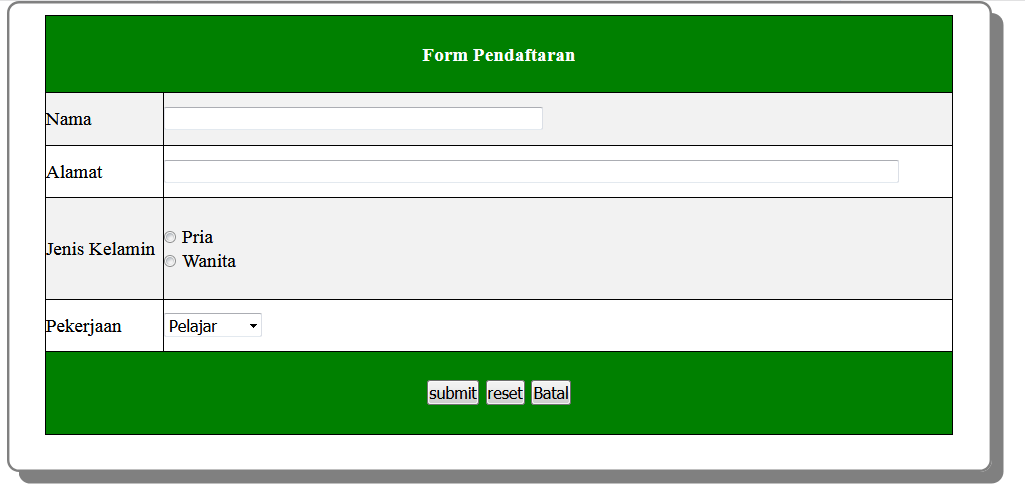 Form Pendaftaran
Nama
Alamat
Jenis Kelamin
Pria
Wanita
Pekerjaan
Pelajar
submit reset Batal